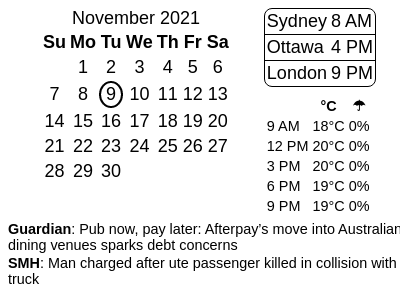 November 2021
Su Mo Tu We Th Fr Sa
1 2 3 4 5 6
7 8 9 10 11 12 13
14 15 16 17 18 19 20
21 22 23 24 25 26 27
28 29 30
Sydney 8 AM
Ottawa 4 PM
London 9 PM
°C ☂
9 AM 18°C 0%
12 PM 20°C 0%
3 PM 20°C 0%
6 PM 19°C 0%
9 PM 19°C 0%
Guardian: Pub now, pay later: Afterpay’s move into Australian
dining venues sparks debt concerns
SMH: Man charged after ute passenger killed in collision with
truck